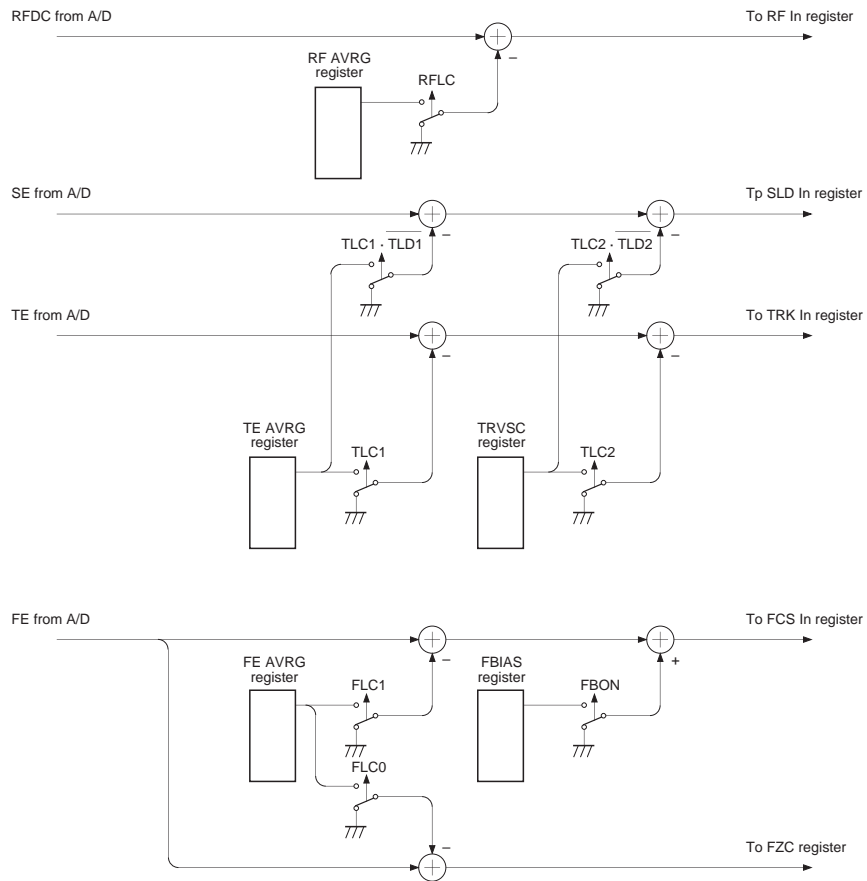 RFDC from A/D
To RF In register
RF AVRG
register
RFLC
–
SE from A/D
Tp SLD In register
–
–
TLC1 · TLD1
TLC2 · TLD2
TE from A/D
To TRK In register
–
–
TE AVRG
register
TLC1
TRVSC
register
TLC2
FE from A/D
To FCS In register
–
+
FE AVRG
register
FLC1
FBIAS
register
FBON
FLC0
–
To FZC register